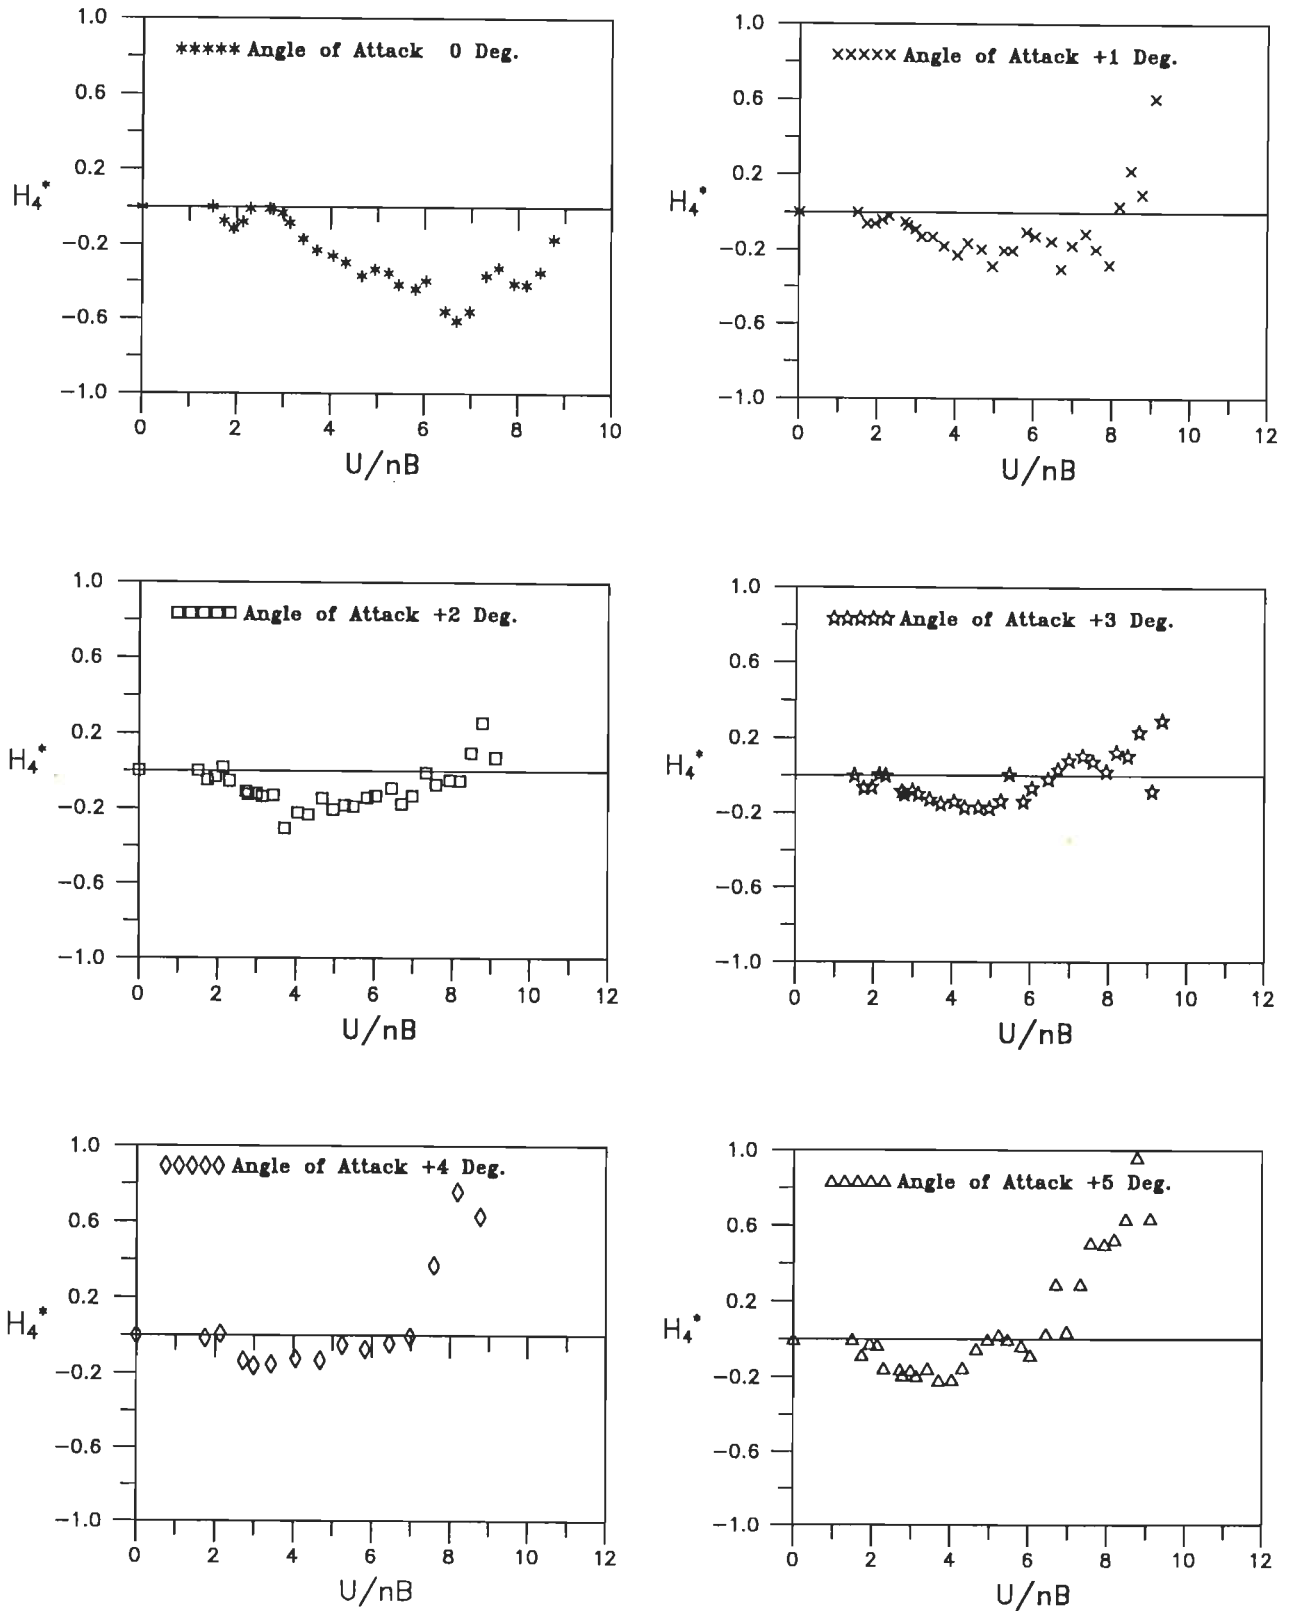 1.0
***** Angle of Attack 0 Deg.
0.6
0.2
H4*
−0.2
−0.6
−1.0
0 2 4 6 8 10
U/nB
1.0
××××× Angle of Attack +1 Deg.
0.6
0.2
H4*
−0.2
−0.6
−1.0
0 2 4 6 8 10 12
U/nB
1.0
□□□□□ Angle of Attack +2 Deg.
0.6
0.2
H4*
−0.2
−0.6
−1.0
0 2 4 6 8 10 12
U/nB
1.0
☆☆☆☆☆ Angle of Attack +3 Deg.
0.6
0.2
H4*
−0.2
−0.6
−1.0
0 2 4 6 8 10 12
U/nB
1.0
◇◇◇◇◇ Angle of Attack +4 Deg.
0.6
0.2
H4*
−0.2
−0.6
−1.0
0 2 4 6 8 10 12
U/nB
1.0
△△△△△ Angle of Attack +5 Deg.
0.6
0.2
H4*
−0.2
−0.6
−1.0
0 2 4 6 8 10 12
U/nB